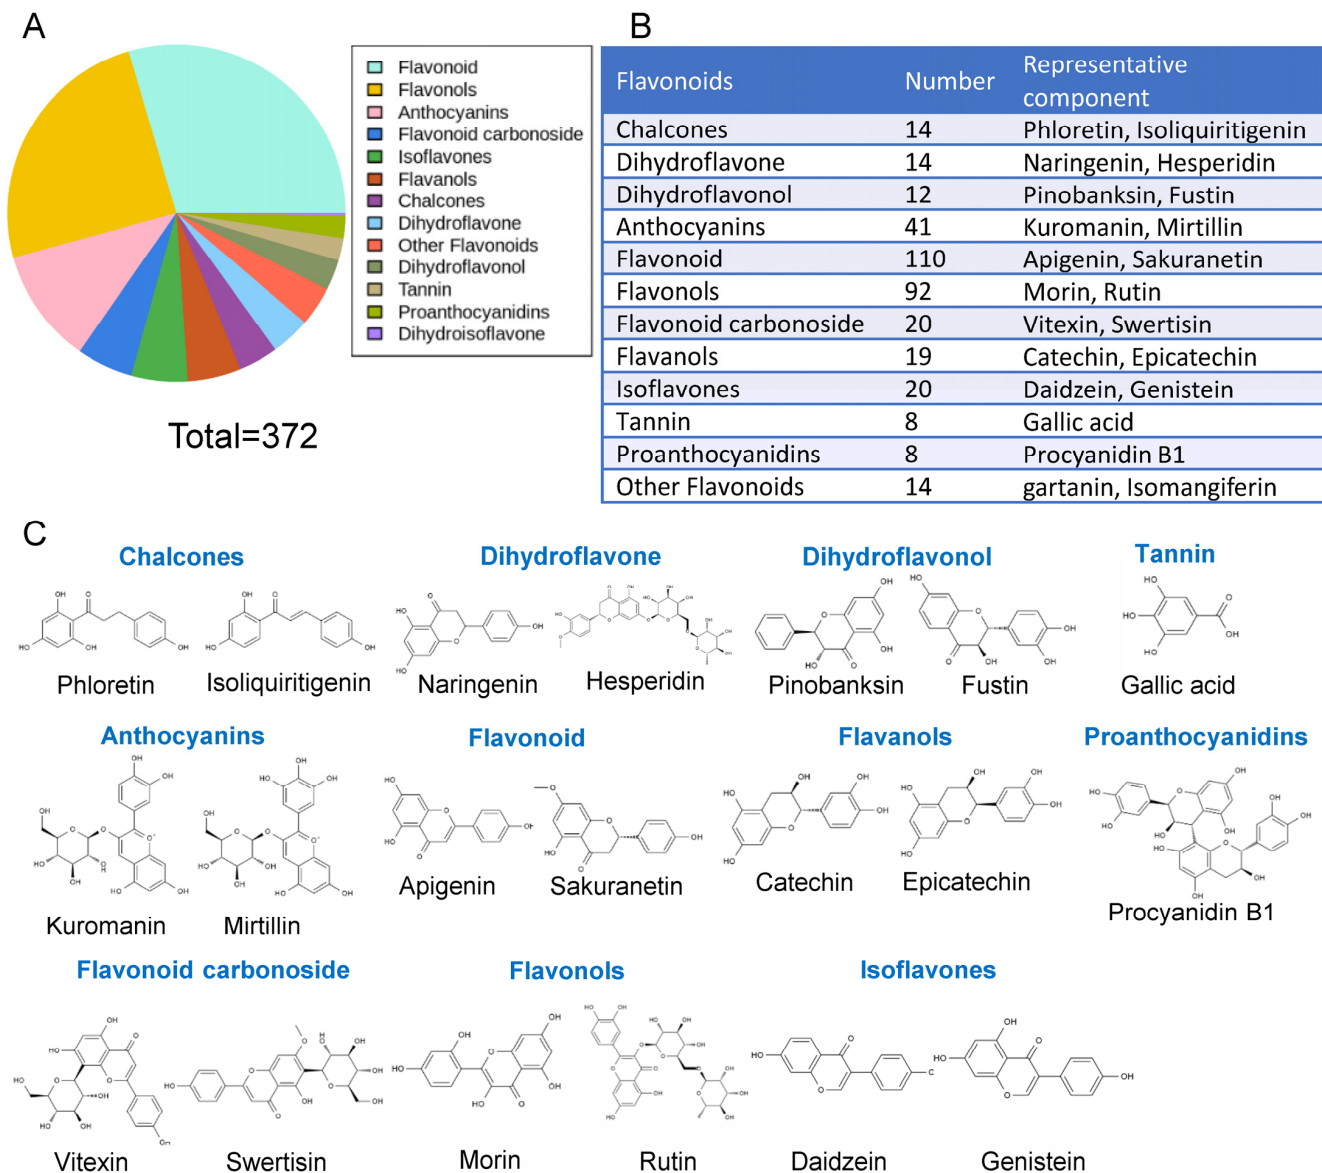 A
Flavonoid
Flavonols
Anthocyanins
Flavonoid carbonoside
Isoflavones
Flavanols
Chalcones
Dihydroflavone
Other Flavonoids
Dihydroflavonol
Tannin
Proanthocyanidins
Dihydroisoflavone
Total=372
B
Flavonoids Number Representative component
Chalcones 14 Phloretin, Isoliquiritigenin
Dihydroflavone 14 Naringenin, Hesperidin
Dihydroflavonol 12 Pinobanksin, Fustin
Anthocyanins 41 Kuromanin, Mirtillin
Flavonoid 110 Apigenin, Sakuranetin
Flavonols 92 Morin, Rutin
Flavonoid carbonoside 20 Vitexin, Swertisin
Flavanols 19 Catechin, Epicatechin
Isoflavones 20 Daidzein, Genistein
Tannin 8 Gallic acid
Proanthocyanidins 8 Procyanidin B1
Other Flavonoids 14 gartanin, Isomangiferin
C
Chalcones Dihydroflavone Dihydroflavonol Tannin
Phloretin Isoliquiritigenin Naringenin Hesperidin Pinobanksin Fustin Gallic acid
Anthocyanins Flavonoid Flavanols Proanthocyanidins
Kuromanin Mirtillin Apigenin Sakuranetin Catechin Epicatechin Procyanidin B1
Flavonoid carbonoside Flavonols Isoflavones
Vitexin Swertisin Morin Rutin Daidzein Genistein